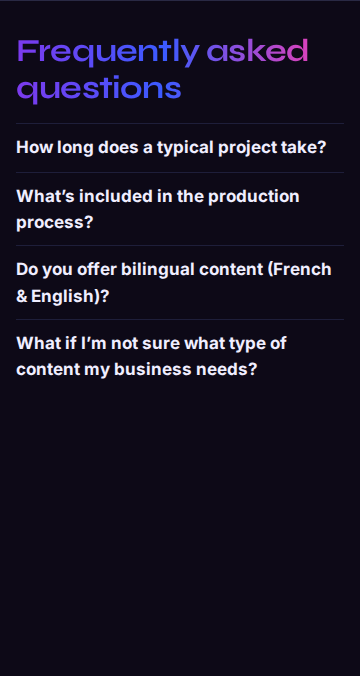 Frequently asked
questions
How long does a typical project take?
What’s included in the production
process?
Do you offer bilingual content (French
& English)?
What if I’m not sure what type of
content my business needs?